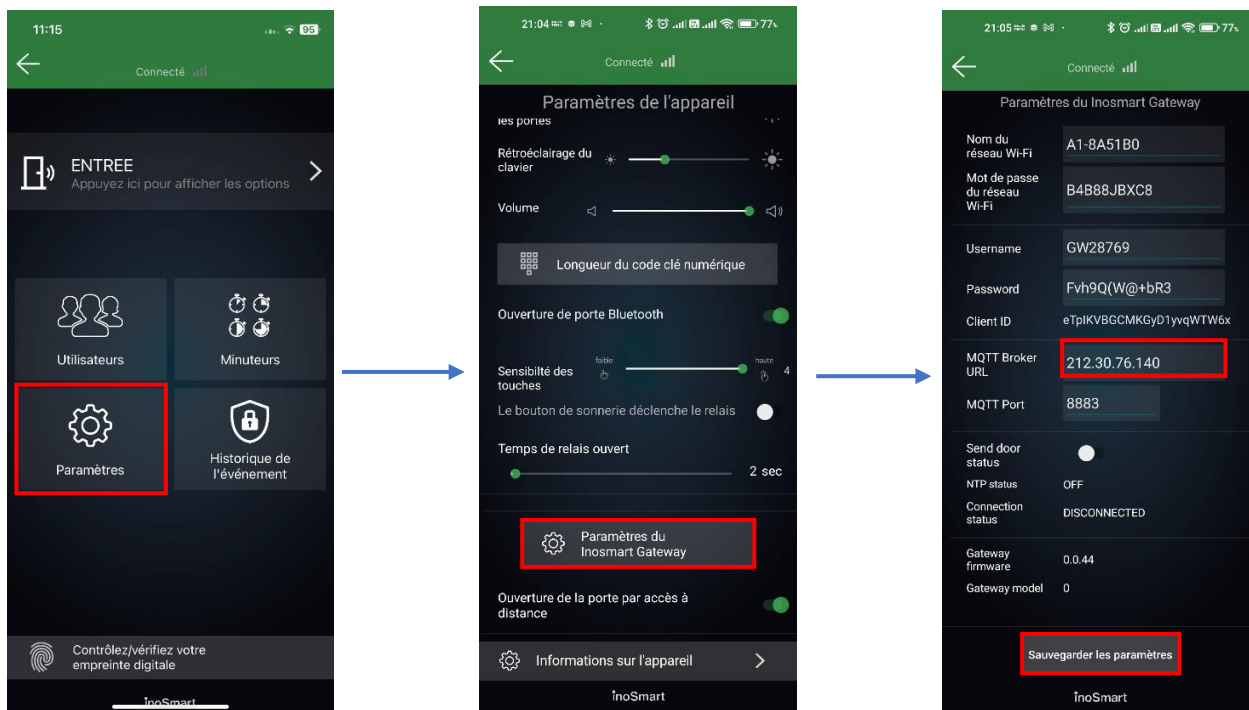 11:15
95
Connecté
ENTREE
Appuyez ici pour afficher les options
Utilisateurs
Minuteurs
Paramètres
Historique de
l'événement
Contrôlez/vérifiez votre
empreinte digitale
inoSmart
21:04
77%
Connecté
Paramètres de l'appareil
les portes
Rétroéclairage du
clavier
Volume
Longueur du code clé numérique
Ouverture de porte Bluetooth
faible
haute
Sensibilté des
touches
4
Le bouton de sonnerie déclenche le relais
Temps de relais ouvert
2 sec
Paramètres du
Inosmart Gateway
Ouverture de la porte par accès à
distance
Informations sur l'appareil
inoSmart
21:05
77%
Connecté
Paramètres du Inosmart Gateway
Nom du
réseau Wi-Fi
A1-8A51B0
Mot de passe
du réseau
Wi-Fi
B4B88JBXC8
Username
GW28769
Password
Fvh9Q(W@+bR3
Client ID
eTpIKVBGCMKGyD1yvqWTW6x
MQTT Broker
URL
212.30.76.140
MQTT Port
8883
Send door
status
NTP status
OFF
Connection
status
DISCONNECTED
Gateway
firmware
0.0.44
Gateway model
0
Sauvegarder les paramètres
inoSmart